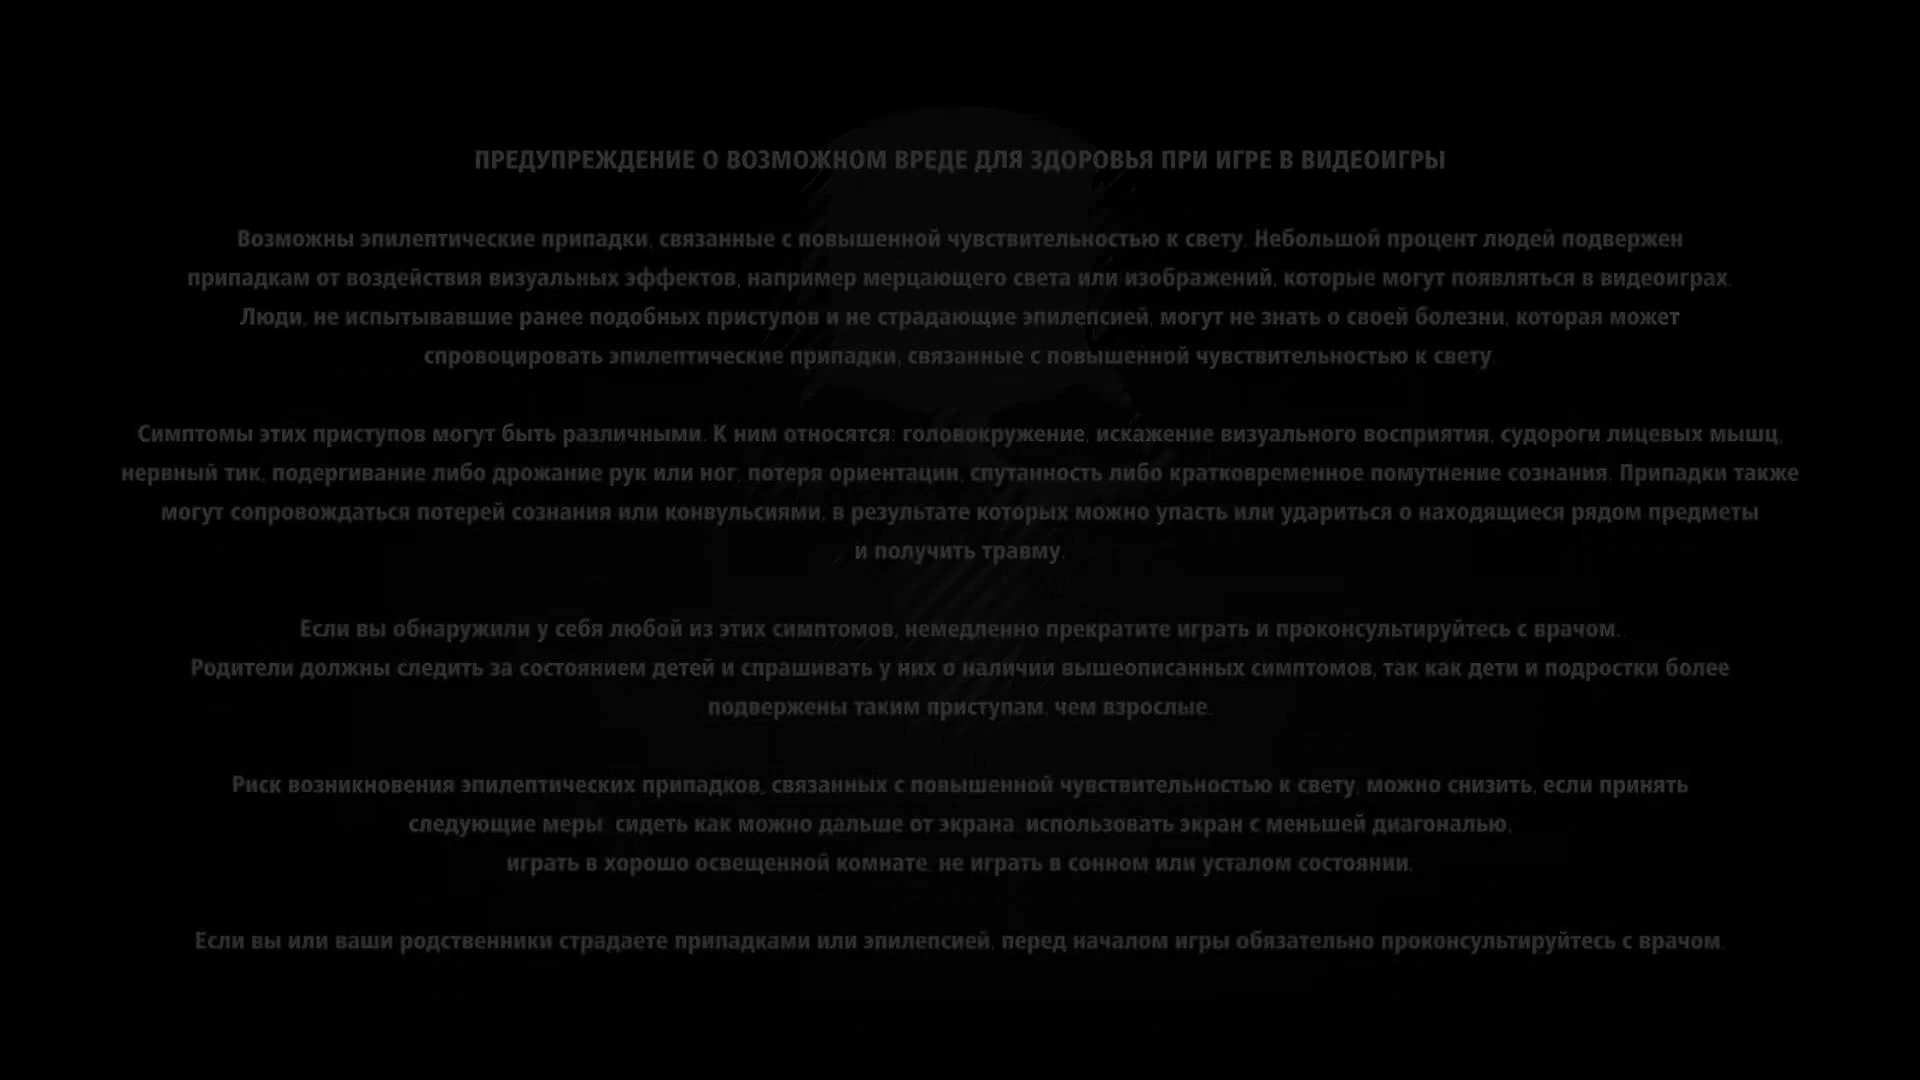 ПРЕДУПРЕЖДЕНИЕ О ВОЗМОЖНОМ ВРЕДЕ ДЛЯ ЗДОРОВЬЯ ПРИ ИГРЕ В ВИДЕОИГРЫ
Возможны эпилептические припадки, связанные с повышенной чувствительностью к свету. Небольшой процент людей подвержен
припадкам от воздействия визуальных эффектов, например мерцающего света или изображений, которые могут появляться в видеоиграх.
Люди, не испытывавшие ранее подобных приступов и не страдающие эпилепсией, могут не знать о своей болезни, которая может
спровоцировать эпилептические припадки, связанные с повышенной чувствительностью к свету.
Симптомы этих приступов могут быть различными. К ним относятся: головокружение, искажение визуального восприятия, судороги лицевых мышц,
нервный тик, подергивание либо дрожание рук или ног, потеря ориентации, спутанность либо кратковременное помутнение сознания. Припадки также
могут сопровождаться потерей сознания или конвульсиями, в результате которых можно упасть или удариться о находящиеся рядом предметы
и получить травму.
Если вы обнаружили у себя любой из этих симптомов, немедленно прекратите играть и проконсультируйтесь с врачом.
Родители должны следить за состоянием детей и спрашивать у них о наличии вышеописанных симптомов, так как дети и подростки более
подвержены таким приступам, чем взрослые.
Риск возникновения эпилептических припадков, связанных с повышенной чувствительностью к свету, можно снизить, если принять
следующие меры: сидеть как можно дальше от экрана, использовать экран с меньшей диагональю,
играть в хорошо освещенной комнате, не играть в сонном или усталом состоянии.
Если вы или ваши родственники страдаете припадками или эпилепсией, перед началом игры обязательно проконсультируйтесь с врачом.